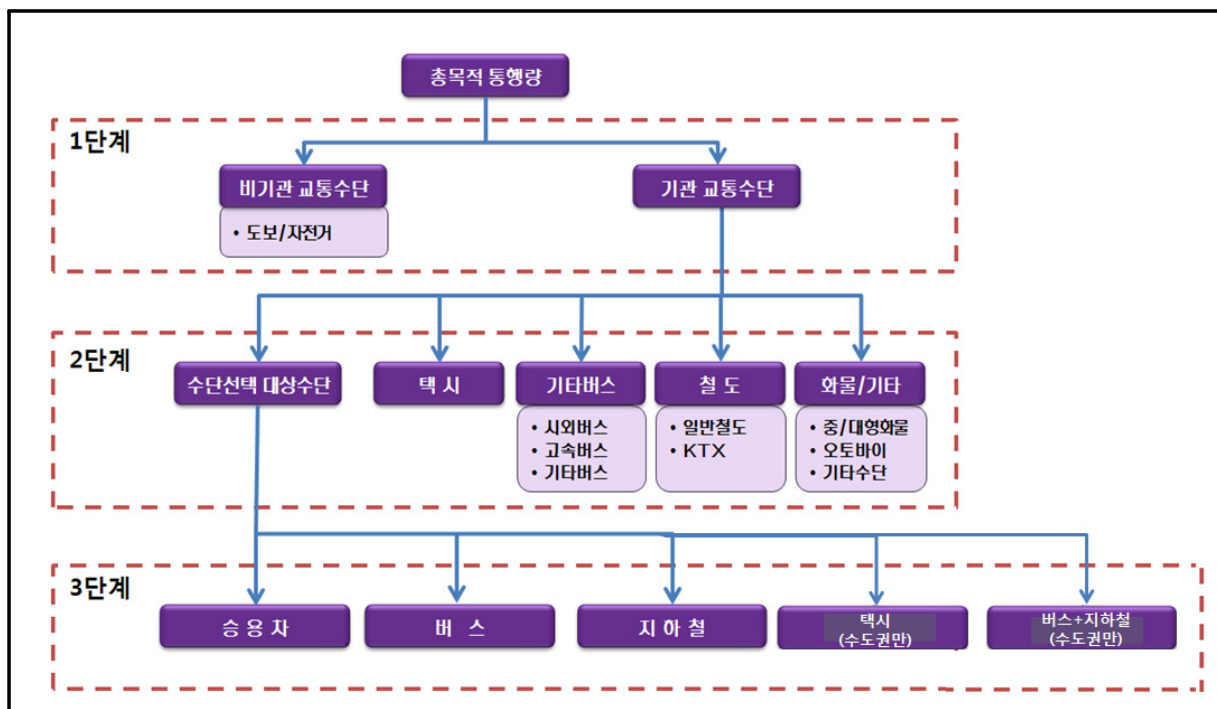 총목적 통행량
1단계
비기관 교통수단
기관 교통수단
• 도보/자전거
2단계
수단선택 대상수단
택 시
기타버스
철 도
화물/기타
• 시외버스
• 고속버스
• 기타버스
• 일반철도
• KTX
• 중/대형화물
• 오토바이
• 기타수단
3단계
승 용 차
버 스
지 하 철
택시
(수도권만)
버스+지하철
(수도권만)